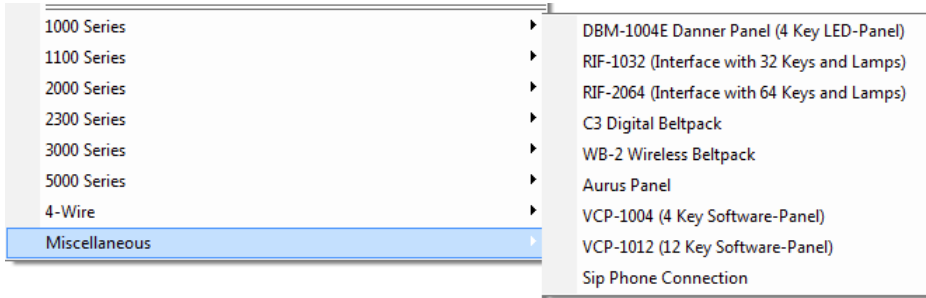 1000 Series
1100 Series
2000 Series
2300 Series
3000 Series
5000 Series
4-Wire
Miscellaneous
DBM-1004E Danner Panel (4 Key LED-Panel)
RIF-1032 (Interface with 32 Keys and Lamps)
RIF-2064 (Interface with 64 Keys and Lamps)
C3 Digital Beltpack
WB-2 Wireless Beltpack
Aurus Panel
VCP-1004 (4 Key Software-Panel)
VCP-1012 (12 Key Software-Panel)
Sip Phone Connection